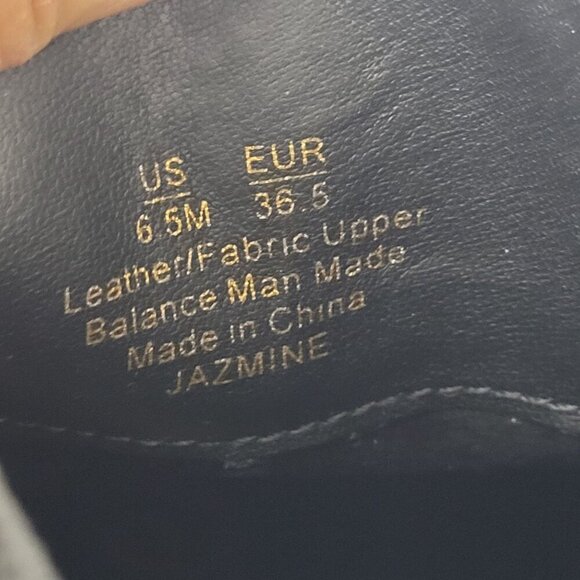 US EUR
6.5M 36.5
Leather/Fabric Upper
Balance Man Made
Made in China
JAZMINE